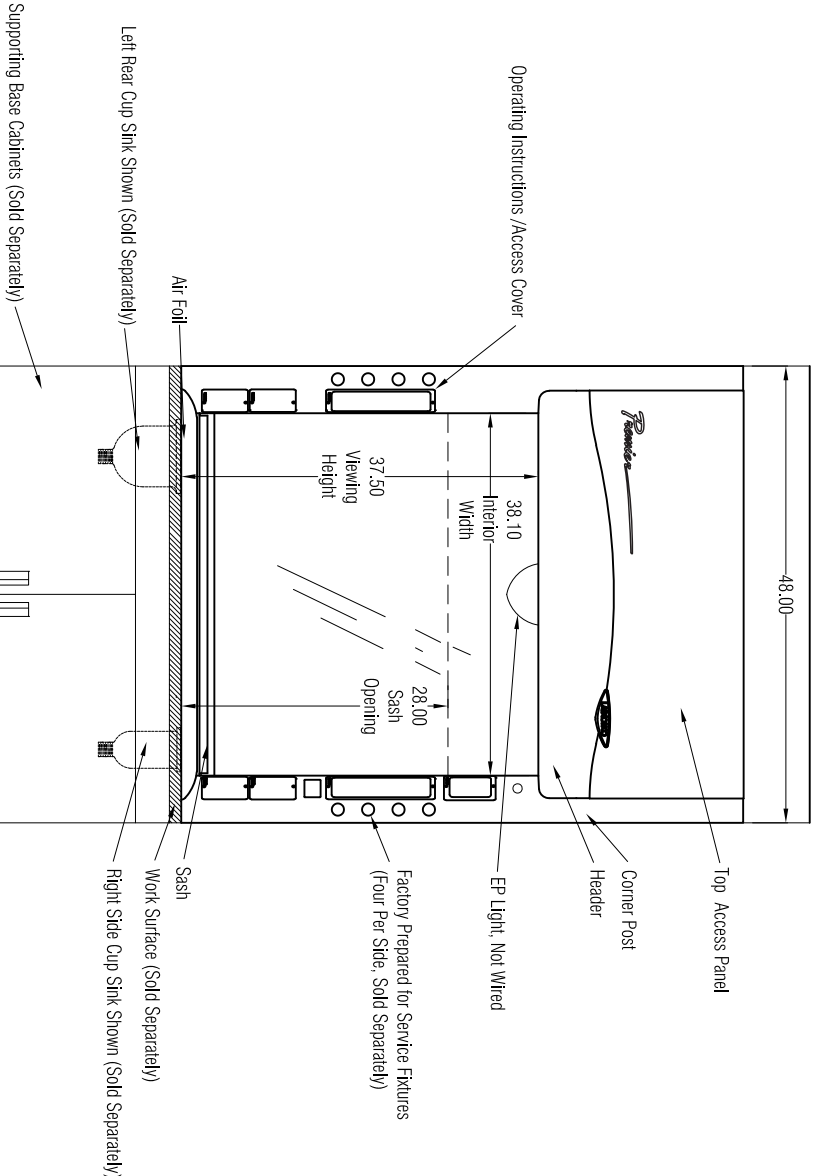 48.00
Premier
LABCONCO
Top Access Panel
Corner Post
Header
Operating Instructions /Access Cover
38.10
Interior
Width
EP Light, Not Wired
37.50
Viewing
Height
28.00
Sash
Opening
Factory Prepared for Service Fixtures
(Four Per Side, Sold Separately)
Air Foil
Sash
Left Rear Cup Sink Shown (Sold Separately)
Work Surface (Sold Separately)
Right Side Cup Sink Shown (Sold Separately)
Supporting Base Cabinets (Sold Separately)